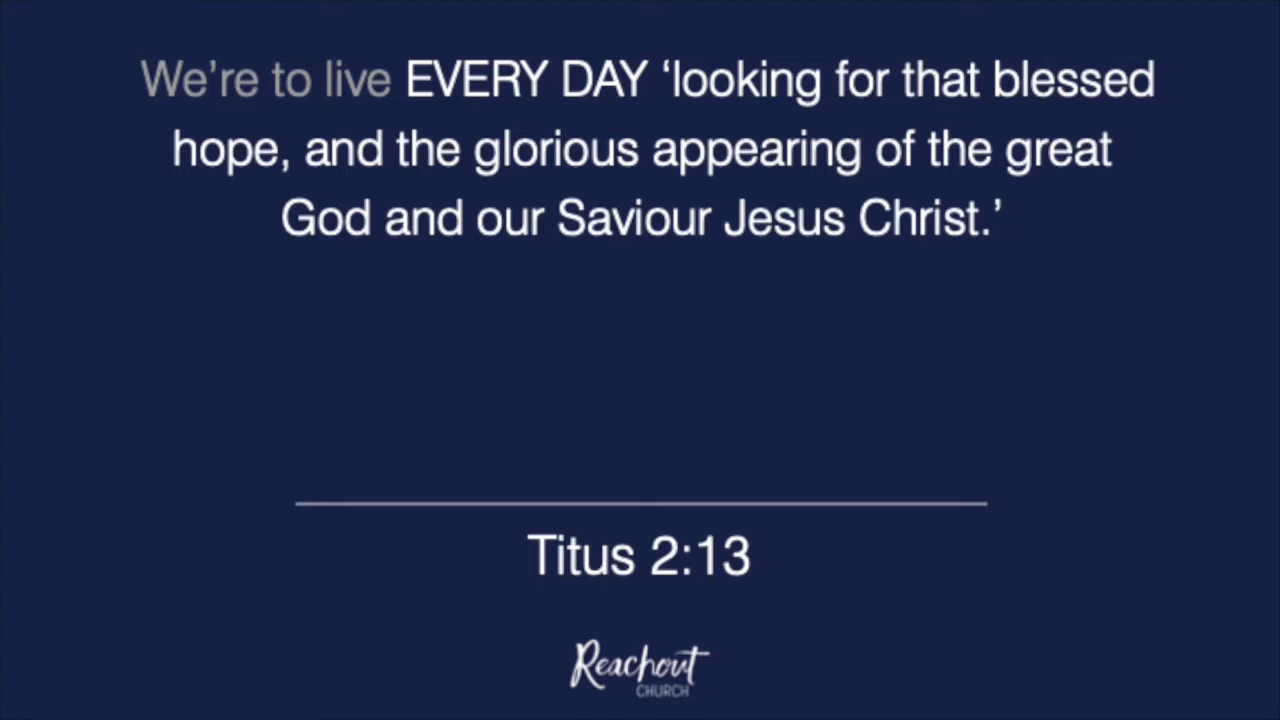 We’re to live EVERY DAY ‘looking for that blessed
hope, and the glorious appearing of the great
God and our Saviour Jesus Christ.’
Titus 2:13
Reachout
CHURCH